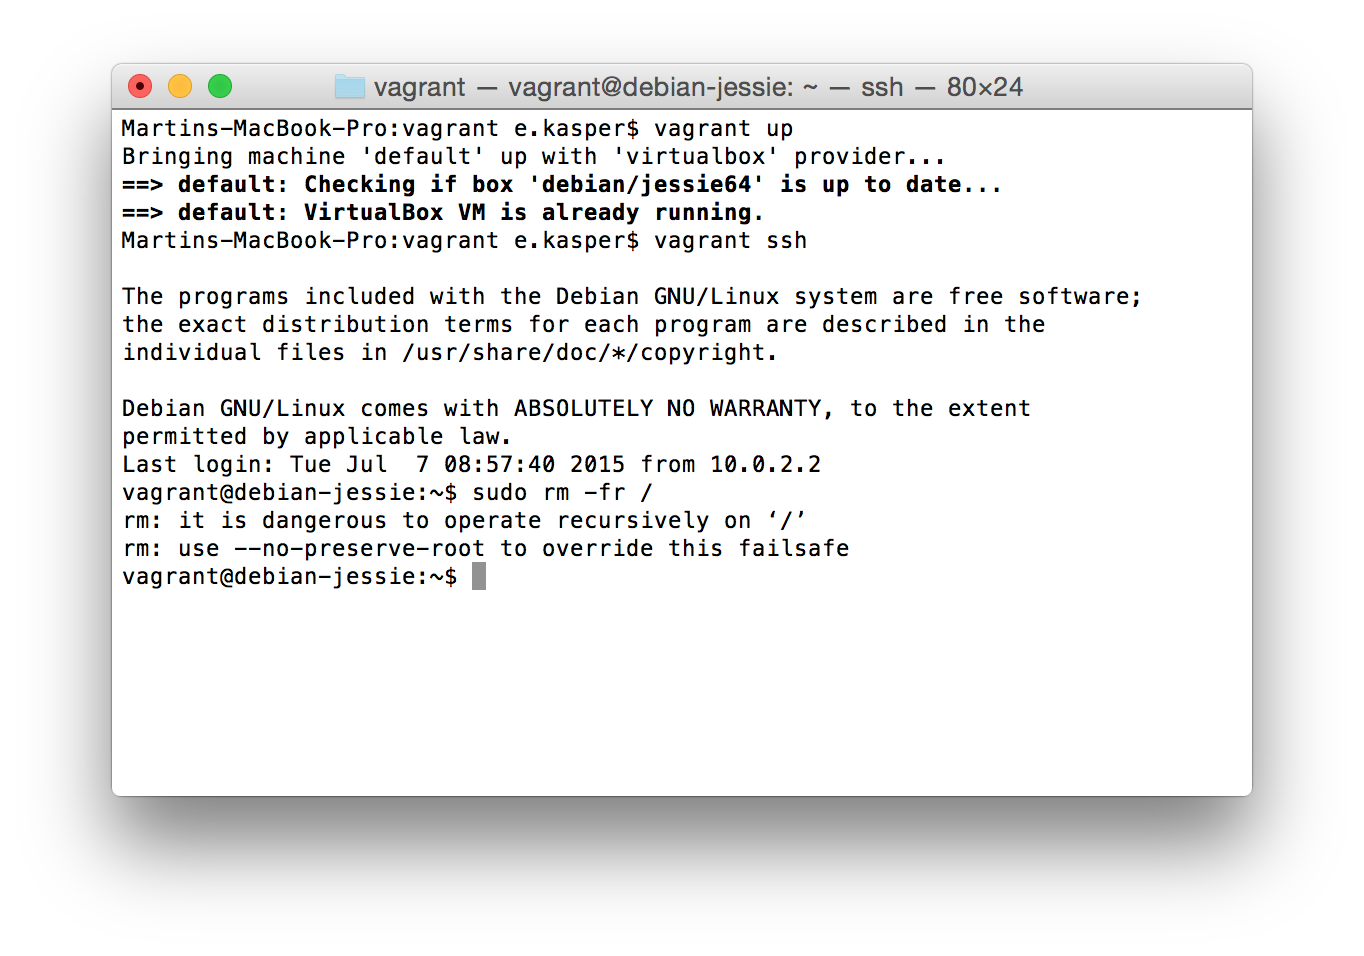 vagrant — vagrant@debian-jessie: ~ — ssh — 80×24
Martins-MacBook-Pro:vagrant e.kasper$ vagrant up
Bringing machine 'default' up with 'virtualbox' provider...
==> default: Checking if box 'debian/jessie64' is up to date...
==> default: VirtualBox VM is already running.
Martins-MacBook-Pro:vagrant e.kasper$ vagrant ssh
The programs included with the Debian GNU/Linux system are free software;
the exact distribution terms for each program are described in the
individual files in /usr/share/doc/*/copyright.
Debian GNU/Linux comes with ABSOLUTELY NO WARRANTY, to the extent
permitted by applicable law.
Last login: Tue Jul  7 08:57:40 2015 from 10.0.2.2
vagrant@debian-jessie:~$ sudo rm -fr /
rm: it is dangerous to operate recursively on ‘/’
rm: use --no-preserve-root to override this failsafe
vagrant@debian-jessie:~$